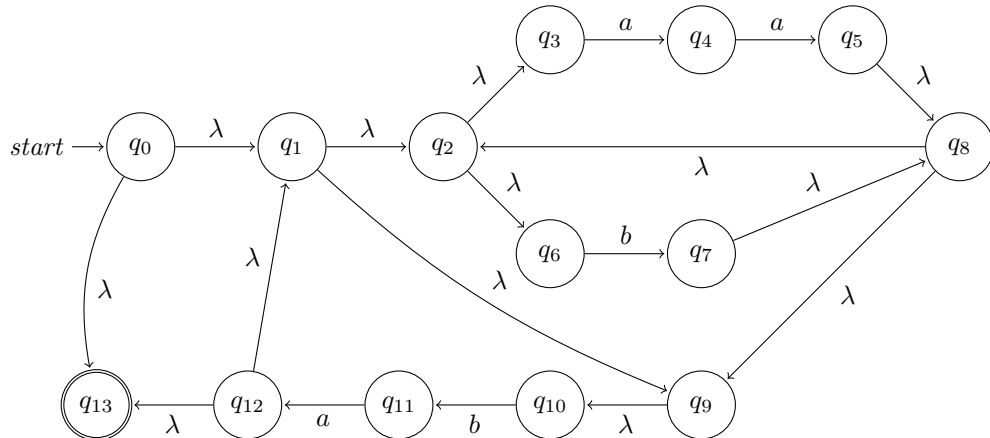 q3 a q4 a q5
λ λ
start q0 λ q1 λ q2 q8
λ λ λ
λ q6 b q7
λ λ λ
q13 λ q12 a q11 b q10 λ q9